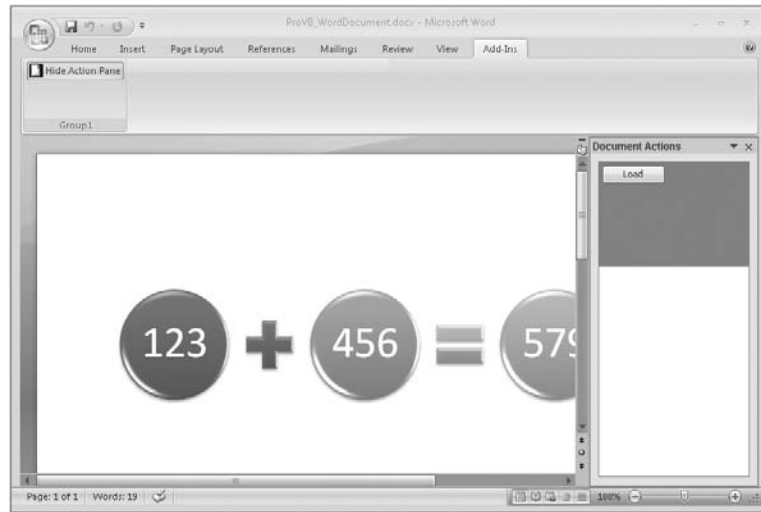 ProVB_WordDocument.docx - Microsoft Word
Home Insert Page Layout References Mailings Review View Add-Ins
Hide Action Pane
Group1
Document Actions
Load
123 + 456 = 579
Page: 1 of 1 Words: 19 100%